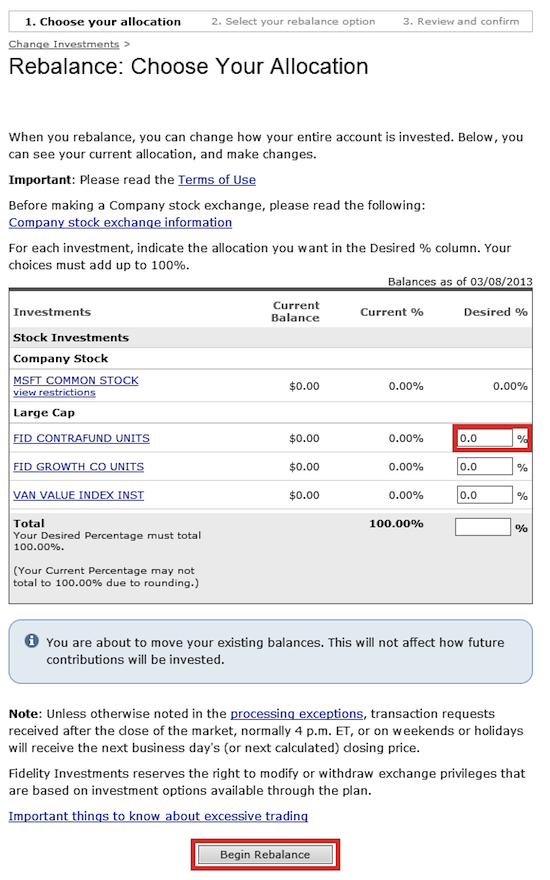 1. Choose your allocation 2. Select your rebalance option 3. Review and confirm
Change Investments >
Rebalance: Choose Your Allocation
When you rebalance, you can change how your entire account is invested. Below, you
can see your current allocation, and make changes.
Important: Please read the Terms of Use
Before making a Company stock exchange, please read the following:
Company stock exchange information
For each investment, indicate the allocation you want in the Desired % column. Your
choices must add up to 100%.
Balances as of 03/08/2013
Investments Current Balance Current % Desired %
Stock Investments
Company Stock
MSFT COMMON STOCK $0.00 0.00% 0.00%
view restrictions
Large Cap
FID CONTRAFUND UNITS $0.00 0.00% 0.0 %
FID GROWTH CO UNITS $0.00 0.00% 0.0 %
VAN VALUE INDEX INST $0.00 0.00% 0.0 %
Total 100.00% %
Your Desired Percentage must total
100.00%.
(Your Current Percentage may not
total to 100.00% due to rounding.)
i You are about to move your existing balances. This will not affect how future
contributions will be invested.
Note: Unless otherwise noted in the processing exceptions, transaction requests
received after the close of the market, normally 4 p.m. ET, or on weekends or holidays
will receive the next business day's (or next calculated) closing price.
Fidelity Investments reserves the right to modify or withdraw exchange privileges that
are based on investment options available through the plan.
Important things to know about excessive trading
Begin Rebalance